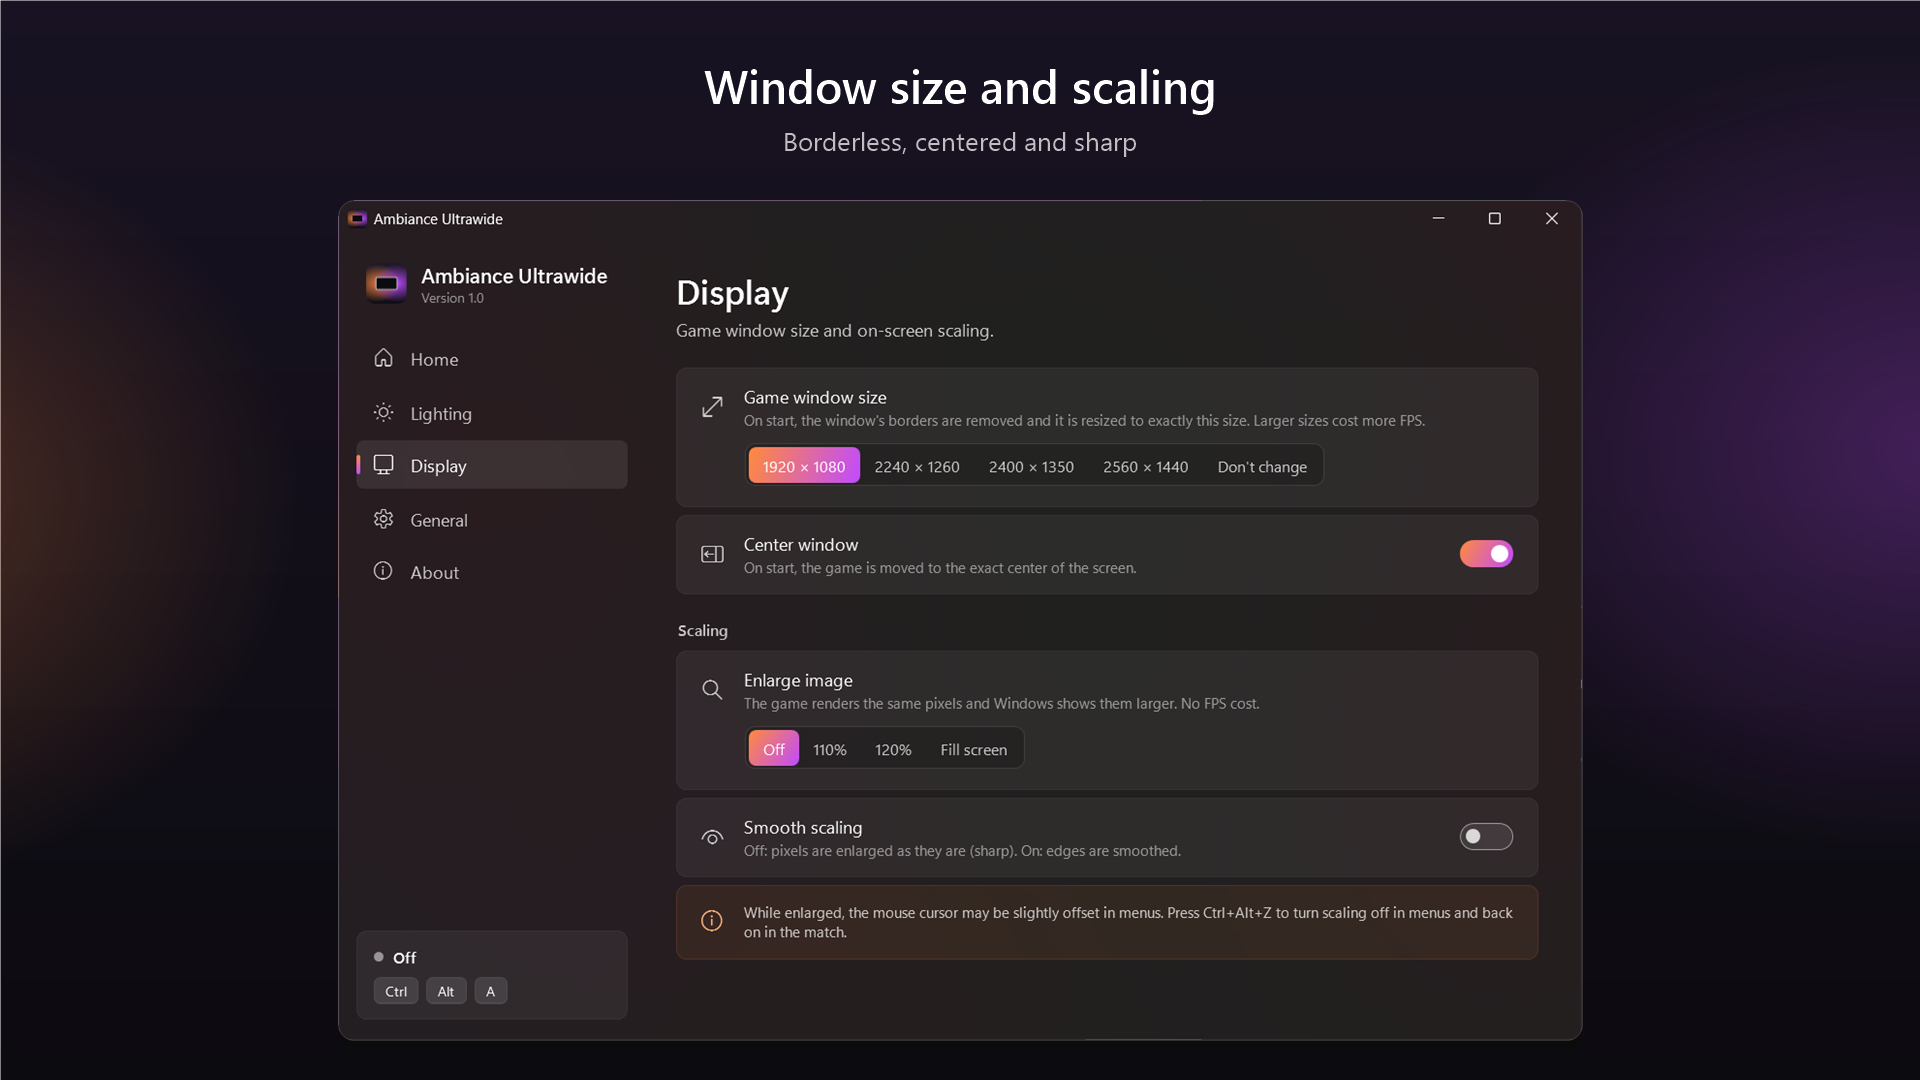 Window size and scaling
Borderless, centered and sharp
Ambiance Ultrawide
Ambiance Ultrawide
Version 1.0
Home
Lighting
Display
General
About
Off
Ctrl Alt A
Display
Game window size and on-screen scaling.
Game window size
On start, the window's borders are removed and it is resized to exactly this size. Larger sizes cost more FPS.
1920 × 1080 2240 × 1260 2400 × 1350 2560 × 1440 Don't change
Center window
On start, the game is moved to the exact center of the screen.
Scaling
Enlarge image
The game renders the same pixels and Windows shows them larger. No FPS cost.
Off 110% 120% Fill screen
Smooth scaling
Off: pixels are enlarged as they are (sharp). On: edges are smoothed.
While enlarged, the mouse cursor may be slightly offset in menus. Press Ctrl+Alt+Z to turn scaling off in menus and back
on in the match.